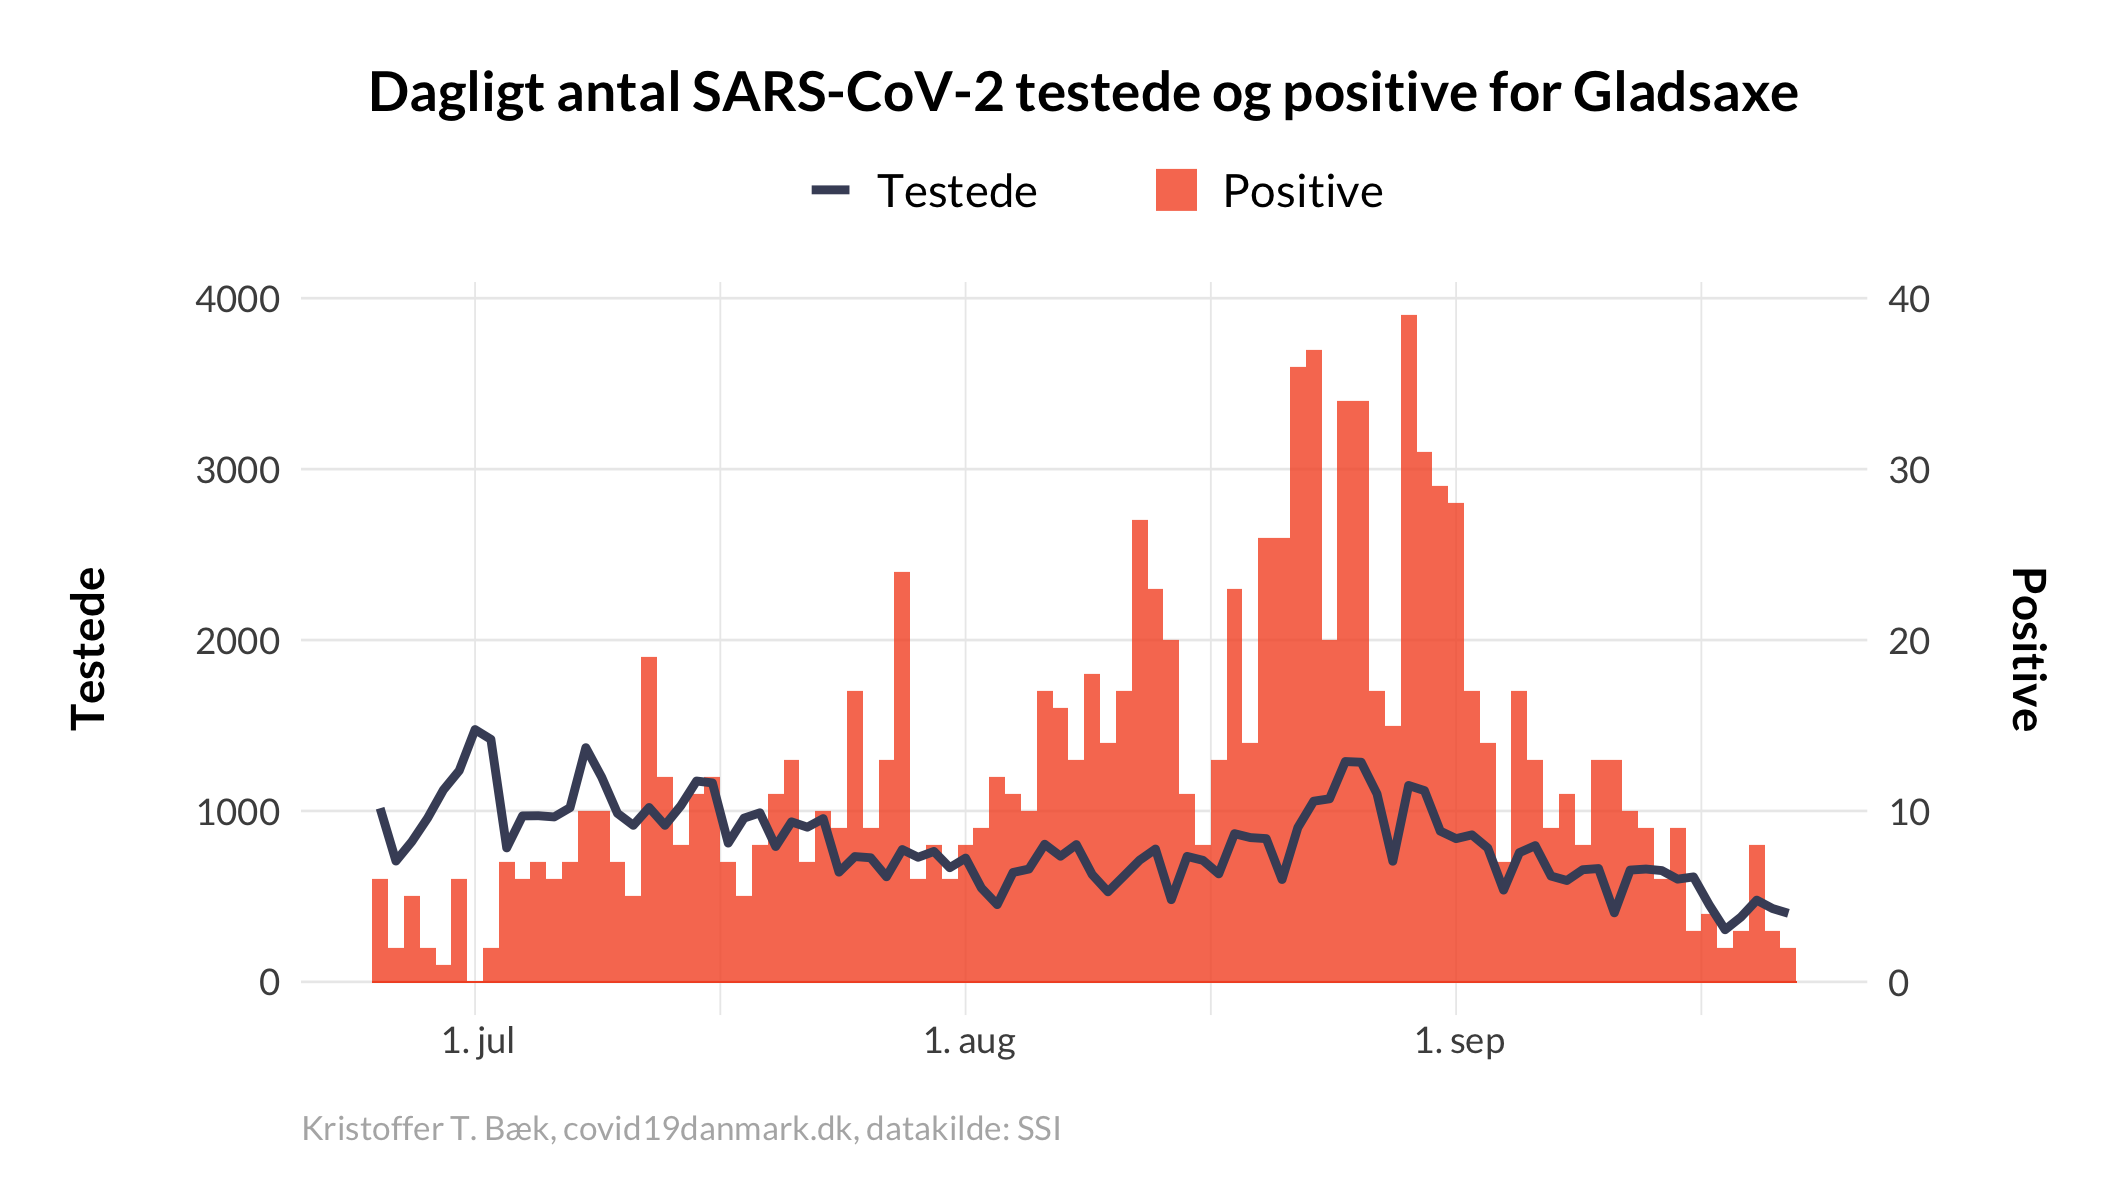 Dagligt antal SARS-CoV-2 testede og positive for Gladsaxe
Testede
Positive
4000
3000
2000
1000
0
40
30
20
10
0
Testede
Positive
1. jul
1. aug
1. sep
Kristoffer T. Bæk, covid19danmark.dk, datakilde: SSI